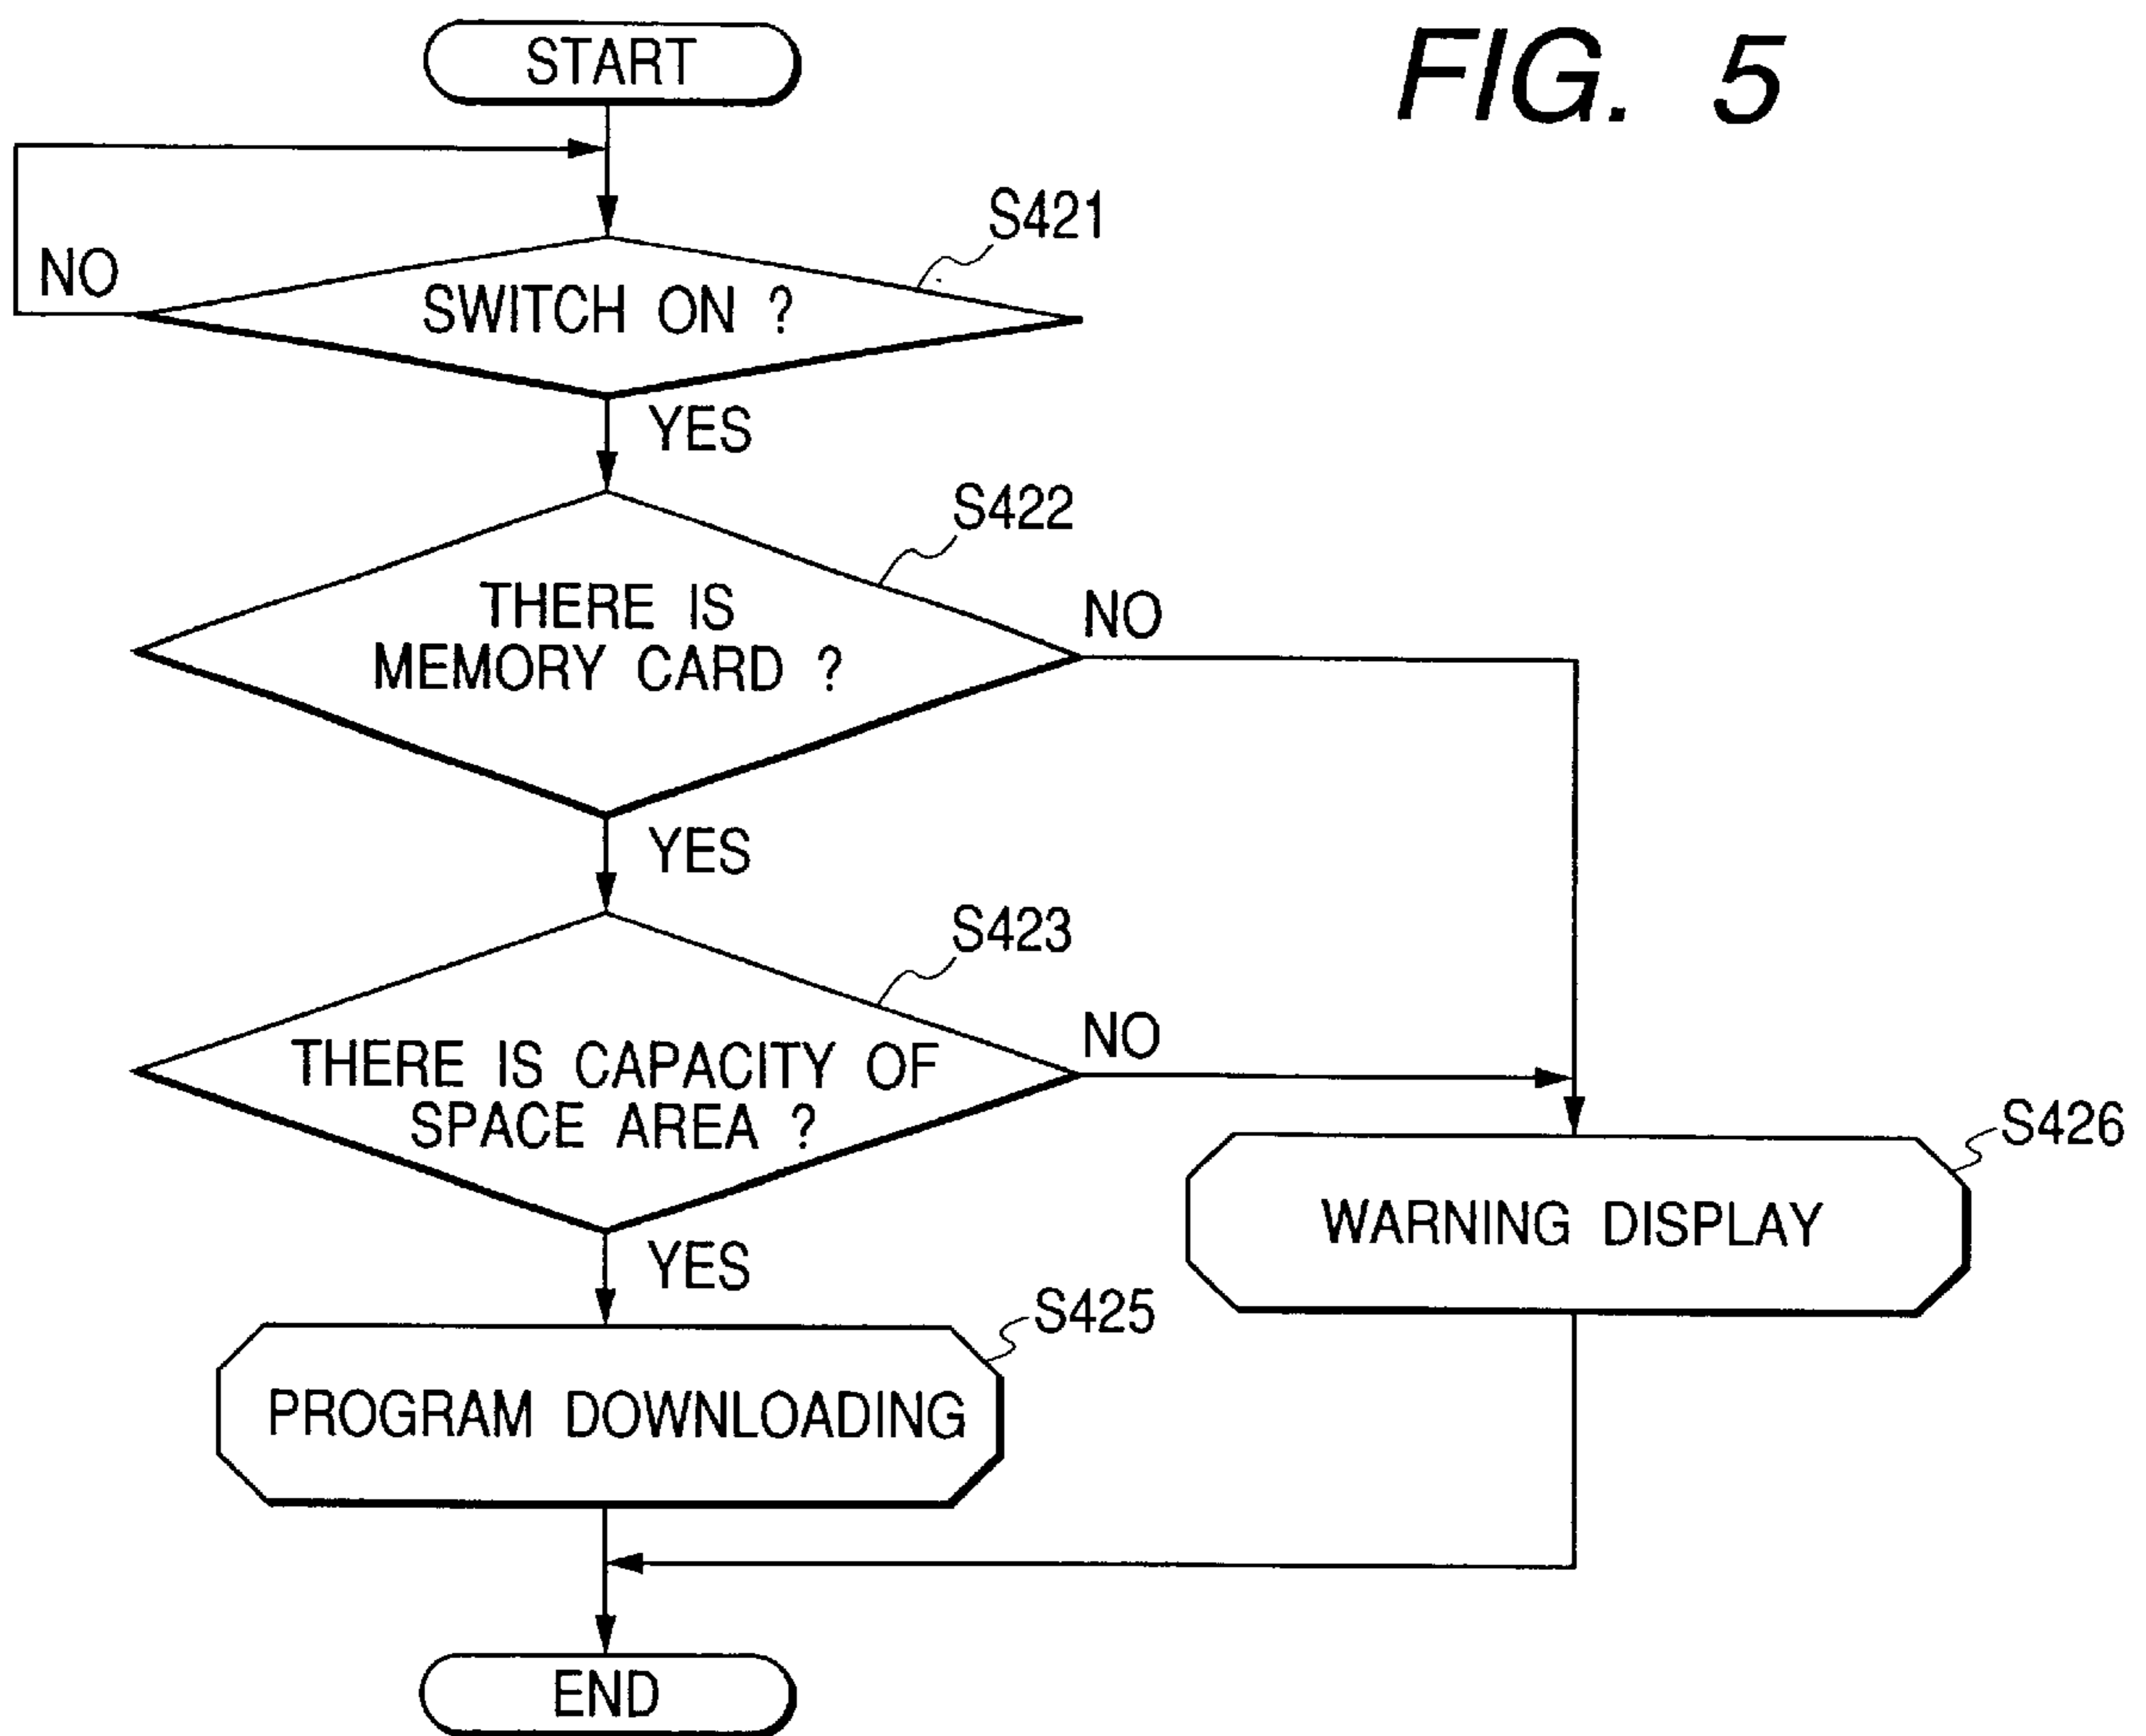 FIG. 5
START
S421
NO
SWITCH ON ?
YES
S422
THERE IS
MEMORY CARD ?
NO
YES
S423
THERE IS CAPACITY OF
SPACE AREA ?
NO
YES
S426
WARNING DISPLAY
S425
PROGRAM DOWNLOADING
END